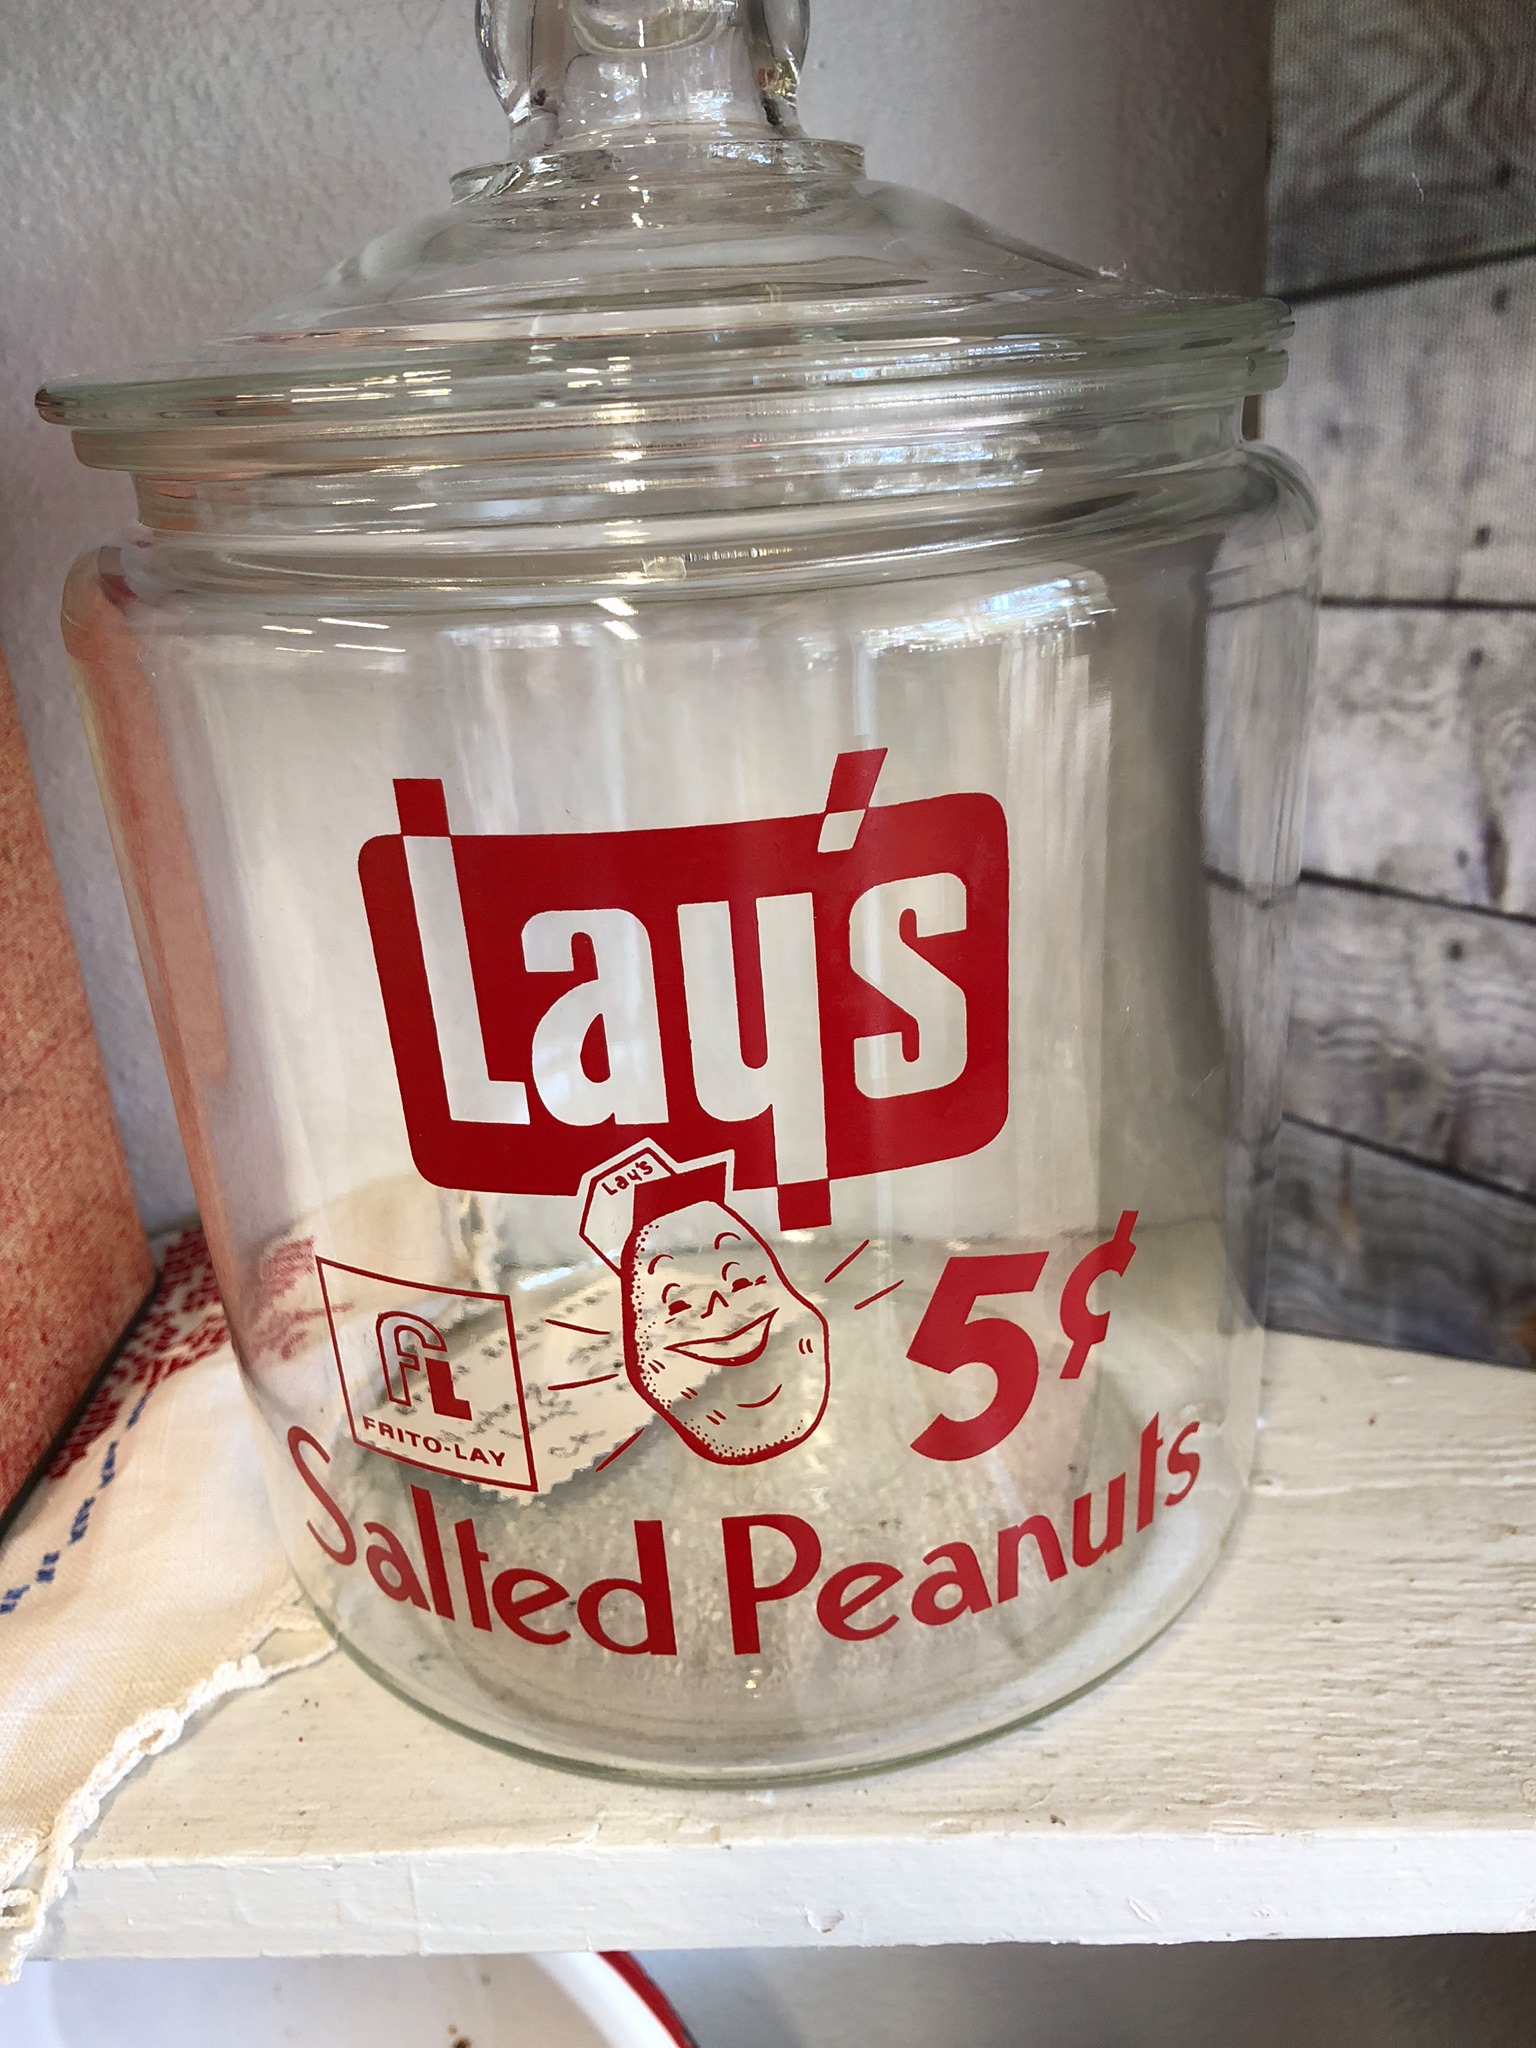 Lay's
Lay's
FL
FRITO-LAY
5¢
Salted Peanuts